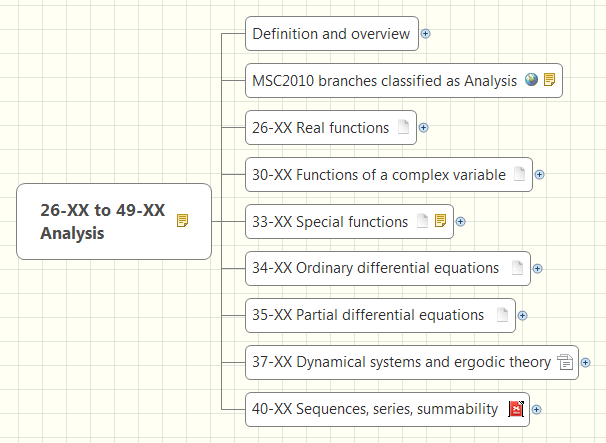 26-XX to 49-XX
Analysis
Definition and overview
MSC2010 branches classified as Analysis
26-XX Real functions
30-XX Functions of a complex variable
33-XX Special functions
34-XX Ordinary differential equations
35-XX Partial differential equations
37-XX Dynamical systems and ergodic theory
40-XX Sequences, series, summability